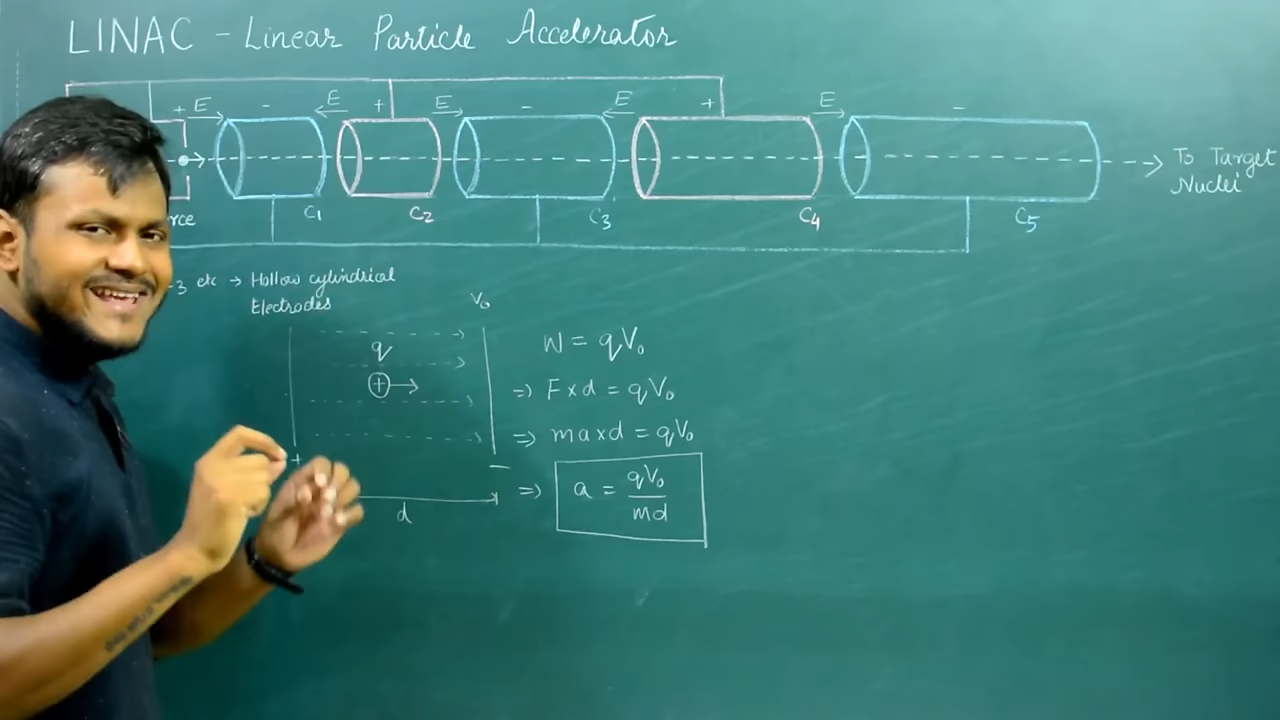 LINAC - Linear Particle Accelerator
+ E - E + E - E + E -
To Target
Nuclei
C1 C2 C3 C4 C5
-3 etc → Hollow cylindrical
Electrodes
V₀
q
+
+ -
d
W = qV₀
=> F x d = qV₀
=> ma x d = qV₀
=> a = qV₀/md